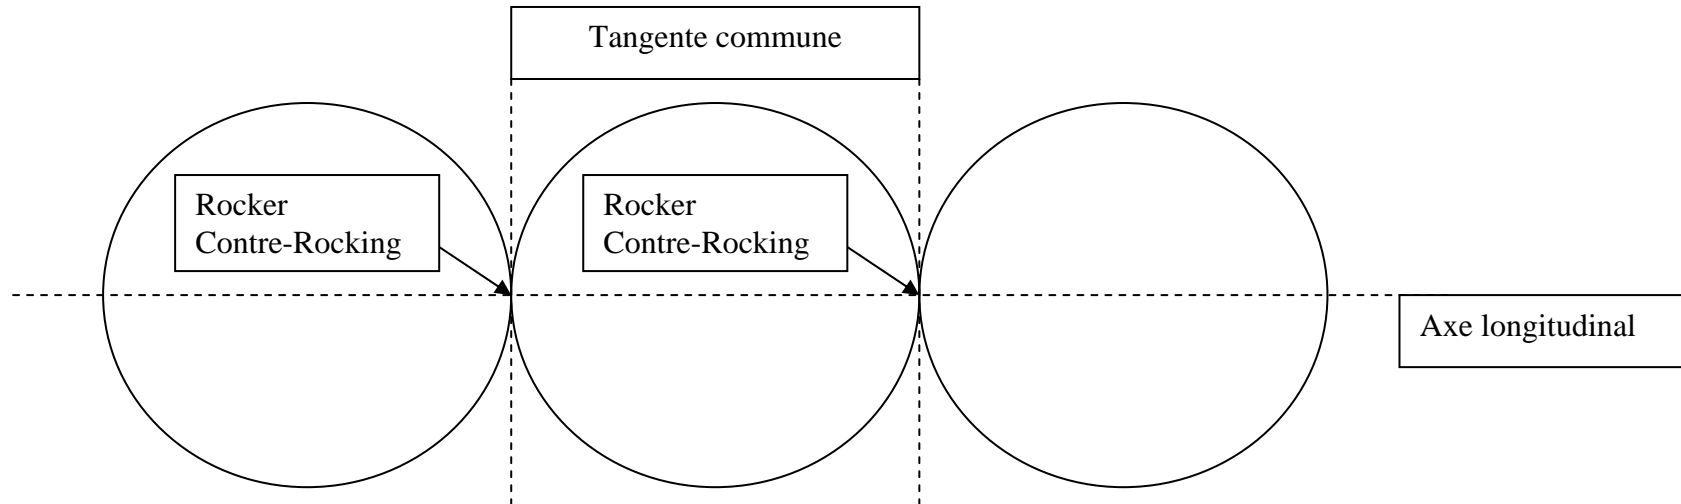 Tangente commune
Rocker
Contre-Rocking
Rocker
Contre-Rocking
Axe longitudinal